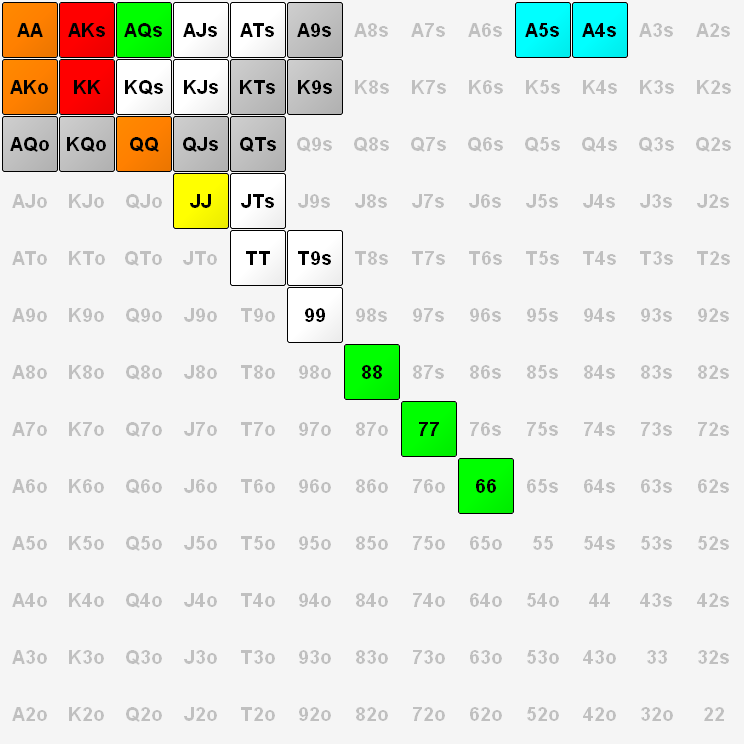 AA AKs AQs AJs ATs A9s A8s A7s A6s A5s A4s A3s A2s
AKo KK KQs KJs KTs K9s K8s K7s K6s K5s K4s K3s K2s
AQo KQo QQ QJs QTs Q9s Q8s Q7s Q6s Q5s Q4s Q3s Q2s
AJo KJo QJo JJ JTs J9s J8s J7s J6s J5s J4s J3s J2s
ATo KTo QTo JTo TT T9s T8s T7s T6s T5s T4s T3s T2s
A9o K9o Q9o J9o T9o 99 98s 97s 96s 95s 94s 93s 92s
A8o K8o Q8o J8o T8o 98o 88 87s 86s 85s 84s 83s 82s
A7o K7o Q7o J7o T7o 97o 87o 77 76s 75s 74s 73s 72s
A6o K6o Q6o J6o T6o 96o 86o 76o 66 65s 64s 63s 62s
A5o K5o Q5o J5o T5o 95o 85o 75o 65o 55 54s 53s 52s
A4o K4o Q4o J4o T4o 94o 84o 74o 64o 54o 44 43s 42s
A3o K3o Q3o J3o T3o 93o 83o 73o 63o 53o 43o 33 32s
A2o K2o Q2o J2o T2o 92o 82o 72o 62o 52o 42o 32o 22